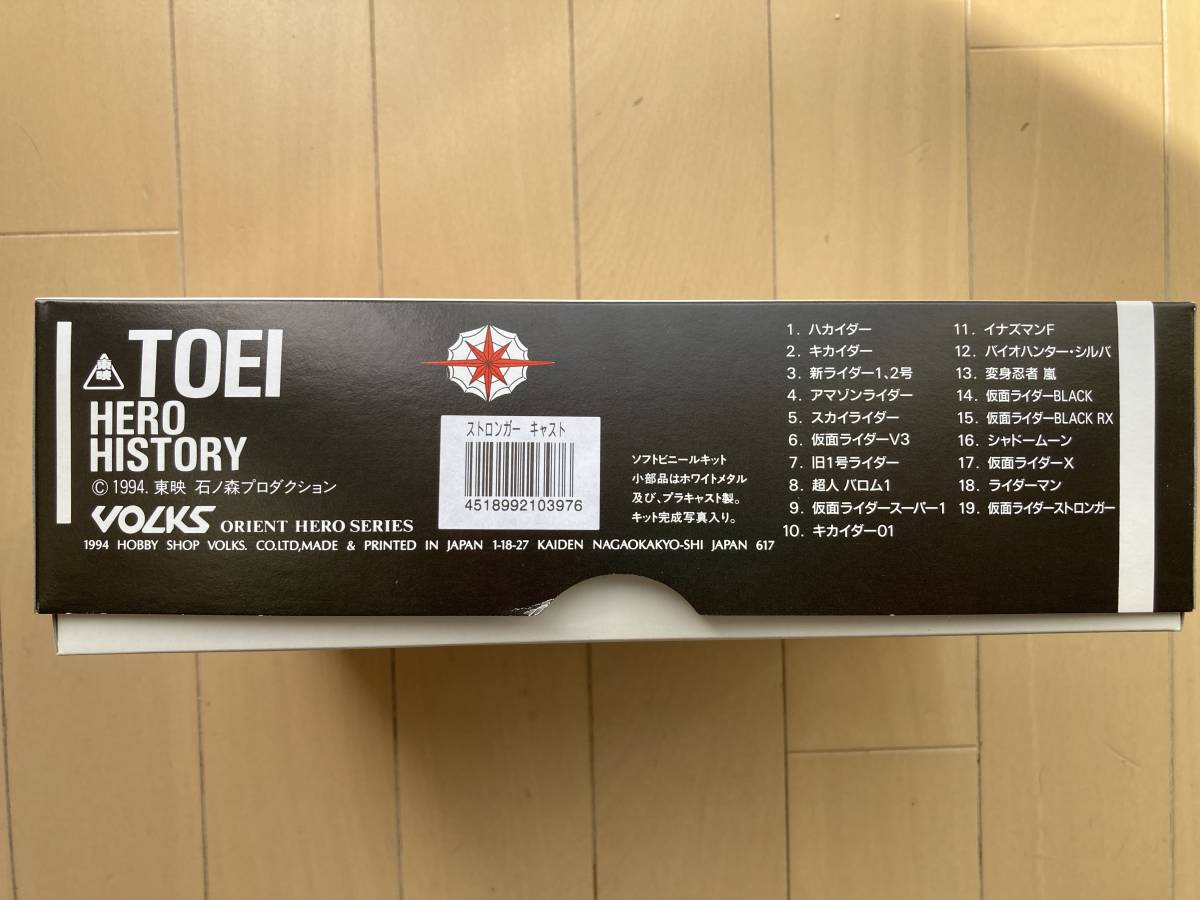 東映
TOEI
HERO
HISTORY
© 1994. 東映 石ノ森プロダクション
VOLKS ORIENT HERO SERIES
1994 HOBBY SHOP VOLKS. CO.LTD,MADE & PRINTED IN JAPAN 1-18-27 KAIDEN NAGAOKAKYO-SHI JAPAN 617
ストロンガー キャスト
4518992103976
ソフトビニールキット
小部品はホワイトメタル
及び、プラキャスト製。
キット完成写真入り。
1. ハカイダー
2. キカイダー
3. 新ライダー1、2号
4. アマゾンライダー
5. スカイライダー
6. 仮面ライダーV3
7. 旧1号ライダー
8. 超人 バロム1
9. 仮面ライダースーパー1
10. キカイダー01
11. イナズマンF
12. バイオハンター・シルバ
13. 変身忍者 嵐
14. 仮面ライダーBLACK
15. 仮面ライダーBLACK RX
16. シャドームーン
17. 仮面ライダーX
18. ライダーマン
19. 仮面ライダーストロンガー